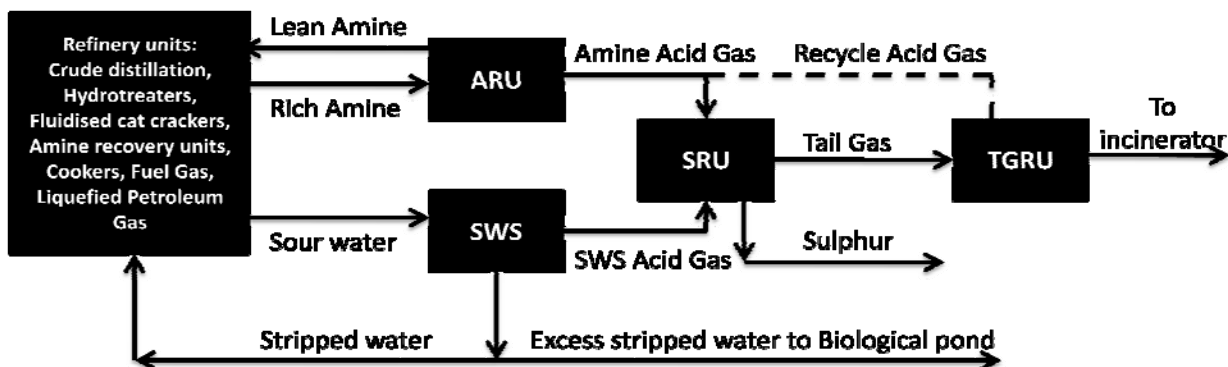 Refinery units:
Crude distillation,
Hydrotreaters,
Fluidised cat crackers,
Amine recovery units,
Cookers, Fuel Gas,
Liquefied Petroleum
Gas
Lean Amine
Rich Amine
ARU
Amine Acid Gas
Recycle Acid Gas
SRU
Tail Gas
TGRU
To
incinerator
Sour water
SWS
SWS Acid Gas
Sulphur
Stripped water
Excess stripped water to Biological pond